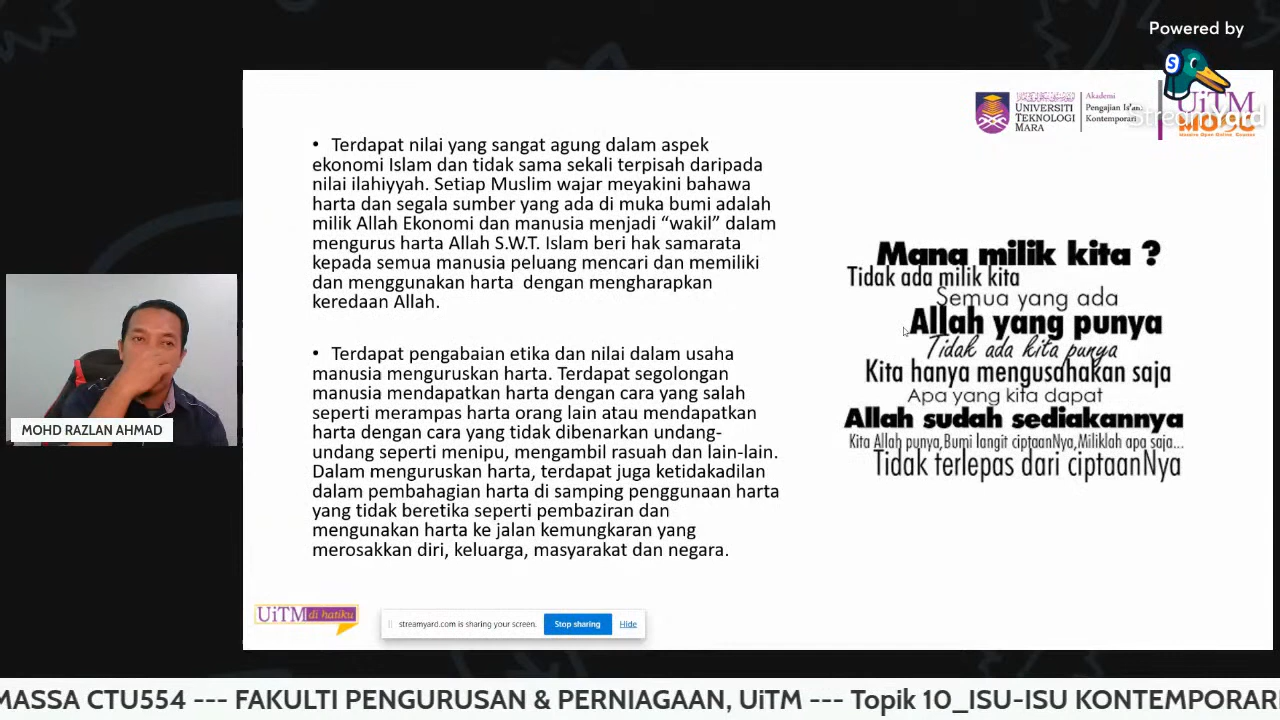 Powered by
StreamYard
UNIVERSITI
TEKNOLOGI
MARA
Akademi
Pengajian Islam
Kontemporari
UiTM
MOOC
Massive Open Online Courses
• Terdapat nilai yang sangat agung dalam aspek
ekonomi Islam dan tidak sama sekali terpisah daripada
nilai ilahiyyah. Setiap Muslim wajar meyakini bahawa
harta dan segala sumber yang ada di muka bumi adalah
milik Allah Ekonomi dan manusia menjadi “wakil” dalam
mengurus harta Allah S.W.T. Islam beri hak samarata
kepada semua manusia peluang mencari dan memiliki
dan menggunakan harta dengan mengharapkan
keredaan Allah.
• Terdapat pengabaian etika dan nilai dalam usaha
manusia menguruskan harta. Terdapat segolongan
manusia mendapatkan harta dengan cara yang salah
seperti merampas harta orang lain atau mendapatkan
harta dengan cara yang tidak dibenarkan undang-
undang seperti menipu, mengambil rasuah dan lain-lain.
Dalam menguruskan harta, terdapat juga ketidakadilan
dalam pembahagian harta di samping penggunaan harta
yang tidak beretika seperti pembaziran dan
mengunakan harta ke jalan kemungkaran yang
merosakkan diri, keluarga, masyarakat dan negara.
Mana milik kita ?
Tidak ada milik kita
Semua yang ada
Allah yang punya
Tidak ada kita punya
Kita hanya mengusahakan saja
Apa yang kita dapat
Allah sudah sediakannya
Kita Allah punya,Bumi langit ciptaanNya,Miliklah apa saja...
Tidak terlepas dari ciptaanNya
MOHD RAZLAN AHMAD
UiTM di hatiku
streamyard.com is sharing your screen.
Stop sharing
Hide
MASSA CTU554 --- FAKULTI PENGURUSAN & PERNIAGAAN, UiTM --- Topik 10_ISU-ISU KONTEMPORARI